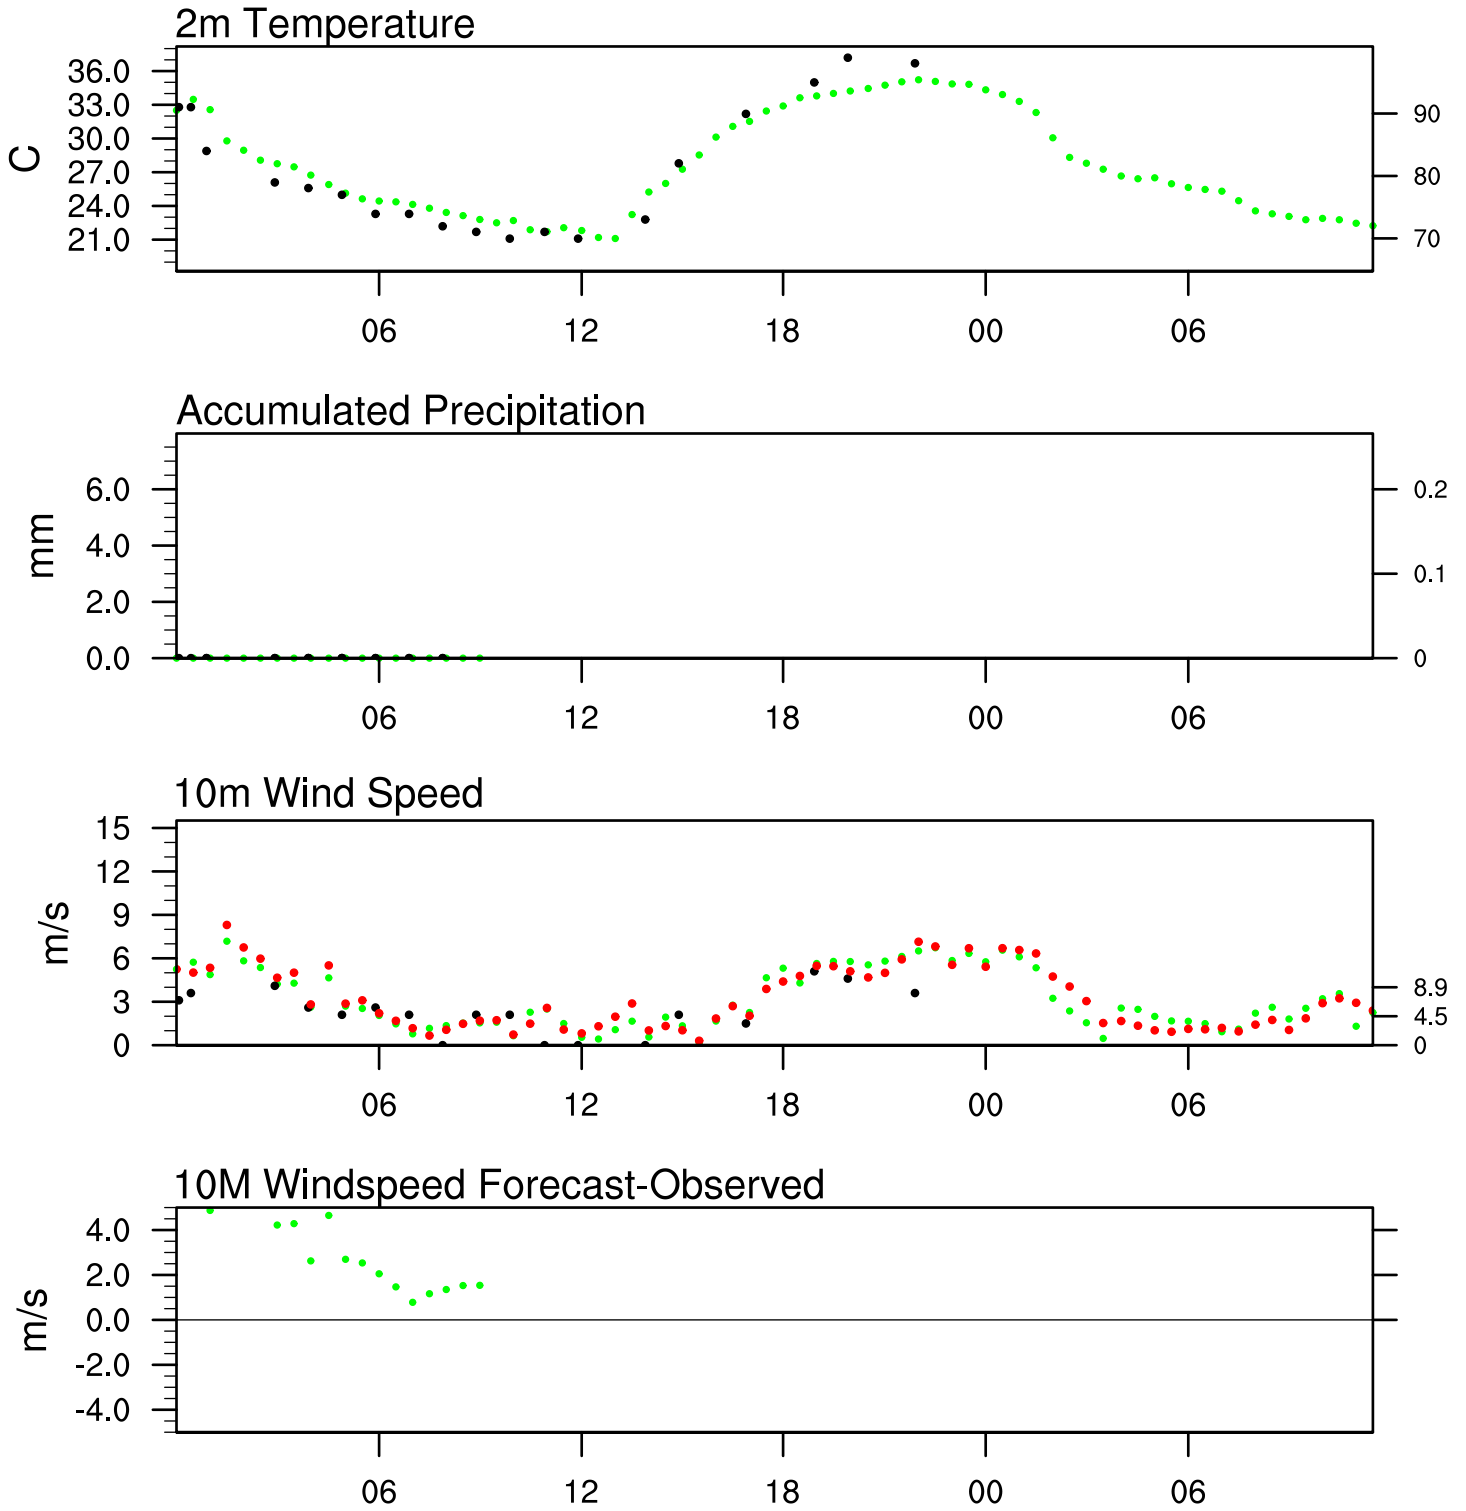 2m Temperature
36.0
33.0
30.0
27.0
24.0
21.0
C
90
80
70
06 12 18 00 06
Accumulated Precipitation
6.0
4.0
2.0
0.0
mm
0.2
0.1
0
06 12 18 00 06
10m Wind Speed
15
12
9
6
3
0
m/s
8.9
4.5
0
06 12 18 00 06
10M Windspeed Forecast-Observed
4.0
2.0
0.0
-2.0
-4.0
m/s
06 12 18 00 06